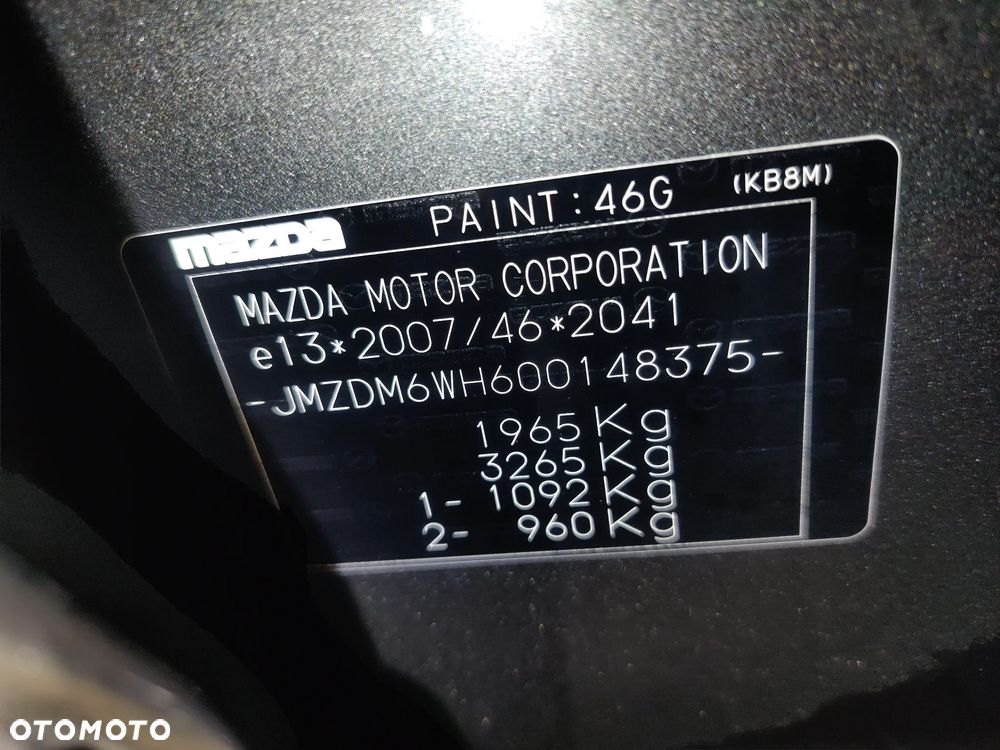 mazda PAINT: 46G (KB8M)
MAZDA MOTOR CORPORATION
e13*2007/46*2041
-JMZDM6WH600148375-
1965Kg
3265Kg
1- 1092Kg
2- 960Kg
OTOMOTO